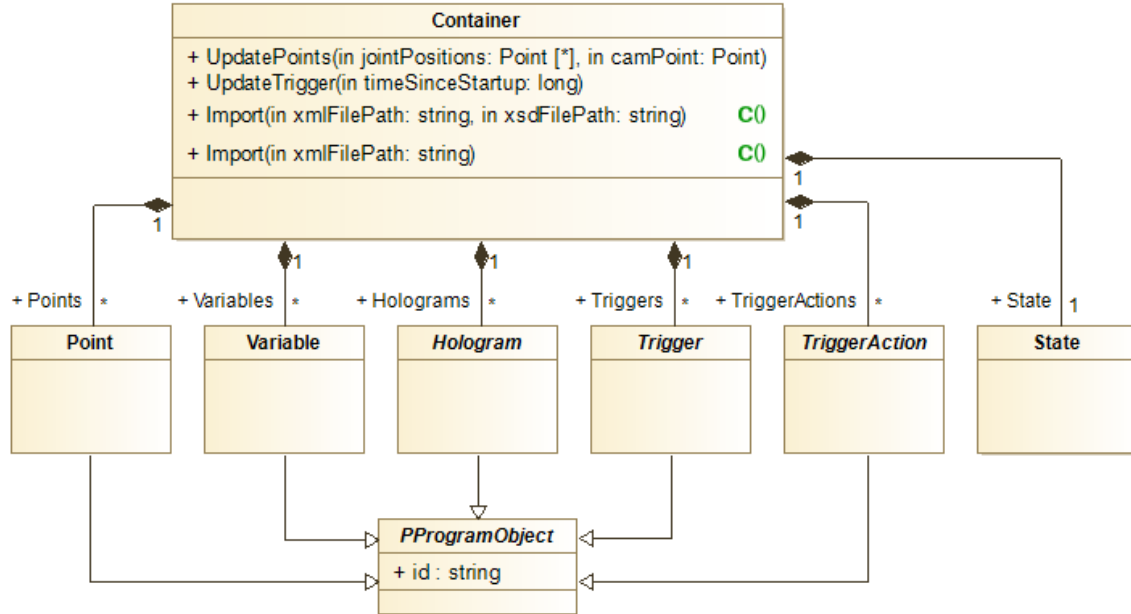 Container
+ UpdatePoints(in jointPositions: Point [*], in camPoint: Point)
+ UpdateTrigger(in timeSinceStartup: long)
+ Import(in xmlFilePath: string, in xsdFilePath: string) C()
+ Import(in xmlFilePath: string) C()
1 1 1 1 1 1
+ Points * + Variables * + Holograms * + Triggers * + TriggerActions * + State 1
Point Variable Hologram Trigger TriggerAction State
PProgramObject
+ id : string